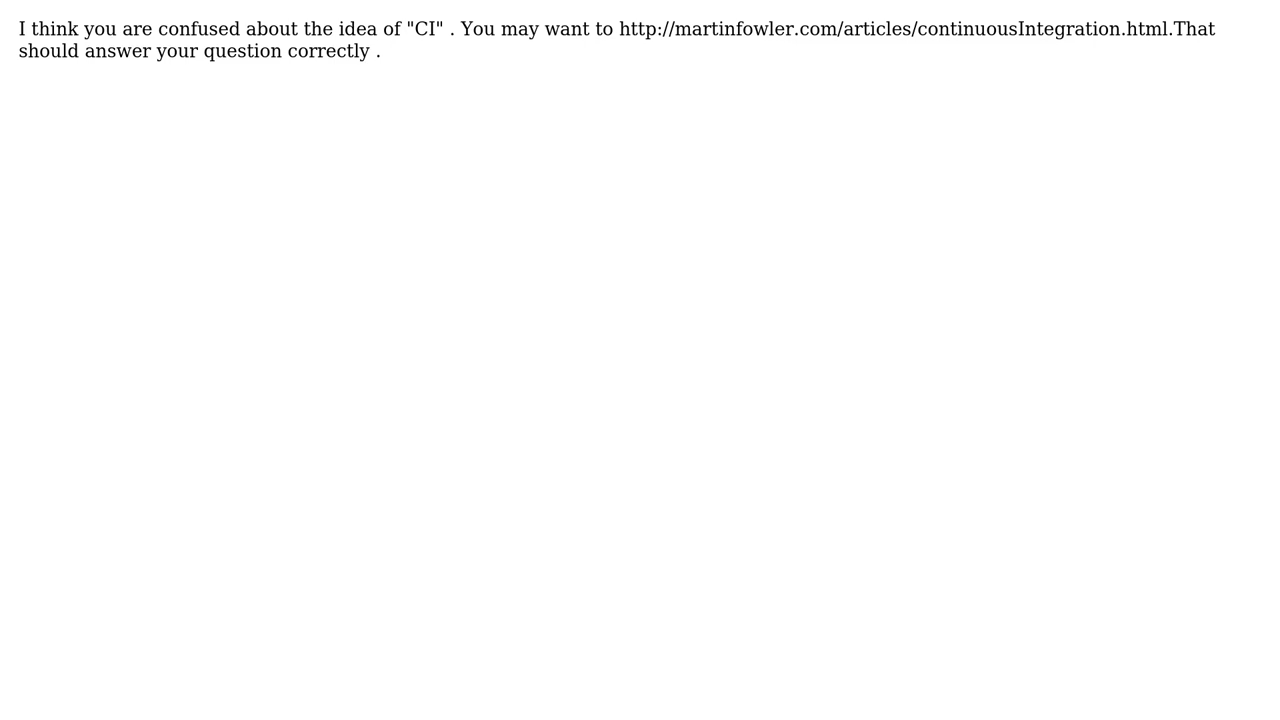 I think you are confused about the idea of "CI" . You may want to http://martinfowler.com/articles/continuousIntegration.html.That
should answer your question correctly .